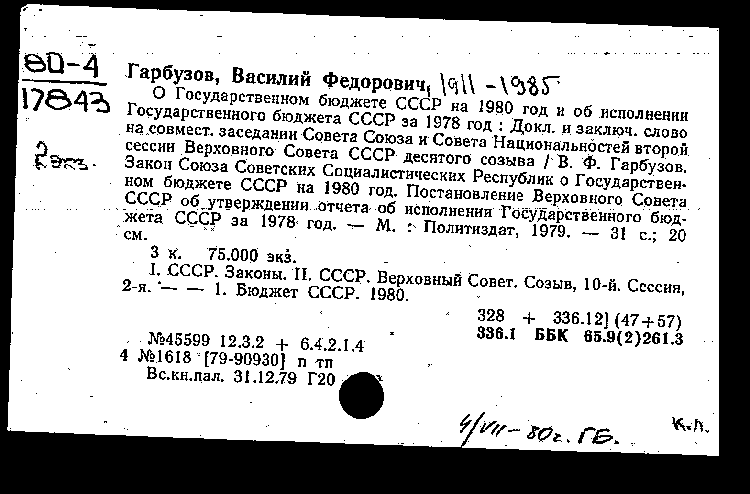 80-4
17843
2 экз.
Гарбузов, Василий Федорович, 1911-1985
О Государственном бюджете СССР на 1980 год и об исполнении
Государственного бюджета СССР за 1978 год : Докл. и заключ. слово
на совмест. заседании Совета Союза и Совета Национальностей второй
сессии Верховного Совета СССР десятого созыва / В. Ф. Гарбузов.
Закон Союза Советских Социалистических Республик о Государствен-
ном бюджете СССР на 1980 год. Постановление Верховного Совета
СССР об утверждении отчета об исполнении Государственного бюд-
жета СССР за 1978 год. — М. : Политиздат, 1979. — 31 с.; 20
см.
3 к. 75.000 экз.
I. СССР. Законы. II. СССР. Верховный Совет. Созыв, 10-й. Сессия,
2-я. — — 1. Бюджет СССР. 1980.
328 + 336.12] (47+57)
336.1 ББК 65.9(2)261.3
№45599 12.3.2 + 6.4.2.1.4
4 №1618 [79-90930] п тп
Вс.кн.пал. 31.12.79 Г20
4/VII-80г. ГБ.
К.Л.